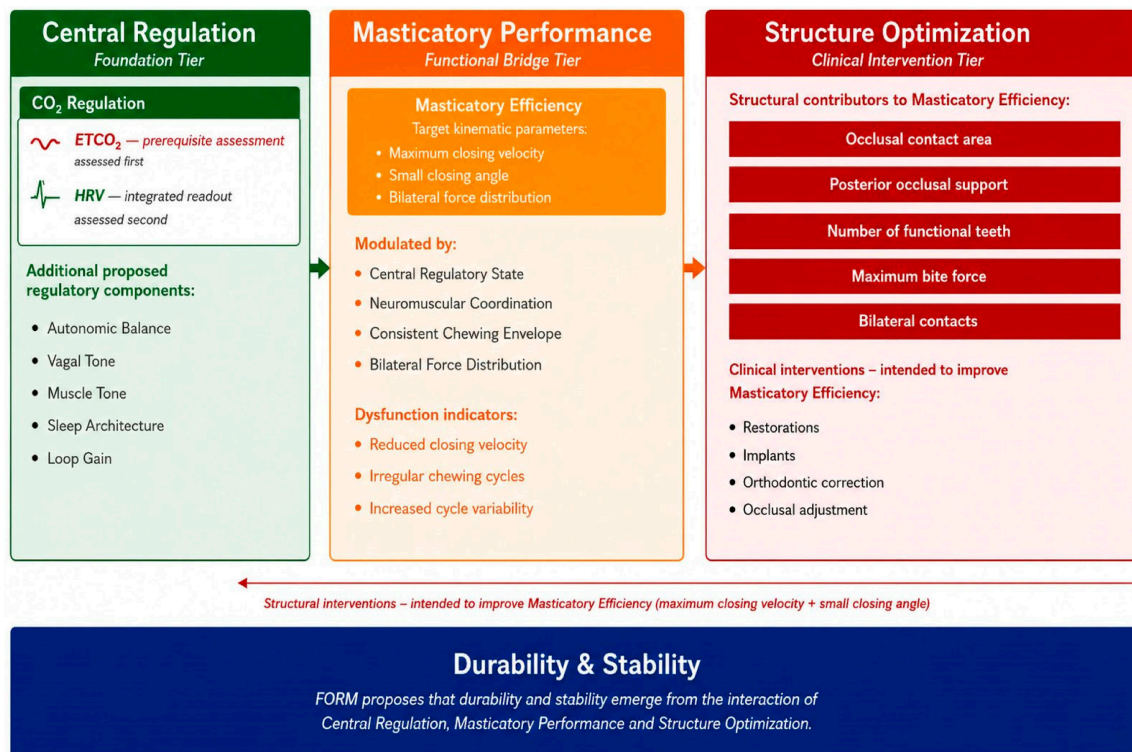 Central Regulation
Foundation Tier
CO₂ Regulation
ETCO₂ — prerequisite assessment
assessed first
HRV — integrated readout
assessed second
Additional proposed
regulatory components:
• Autonomic Balance
• Vagal Tone
• Muscle Tone
• Sleep Architecture
• Loop Gain
Masticatory Performance
Functional Bridge Tier
Masticatory Efficiency
Target kinematic parameters:
• Maximum closing velocity
• Small closing angle
• Bilateral force distribution
Modulated by:
• Central Regulatory State
• Neuromuscular Coordination
• Consistent Chewing Envelope
• Bilateral Force Distribution
Dysfunction indicators:
• Reduced closing velocity
• Irregular chewing cycles
• Increased cycle variability
Structure Optimization
Clinical Intervention Tier
Structural contributors to Masticatory Efficiency:
Occlusal contact area
Posterior occlusal support
Number of functional teeth
Maximum bite force
Bilateral contacts
Clinical interventions – intended to improve
Masticatory Efficiency:
• Restorations
• Implants
• Orthodontic correction
• Occlusal adjustment
Structural interventions – intended to improve Masticatory Efficiency (maximum closing velocity + small closing angle)
Durability & Stability
FORM proposes that durability and stability emerge from the interaction of
Central Regulation, Masticatory Performance and Structure Optimization.